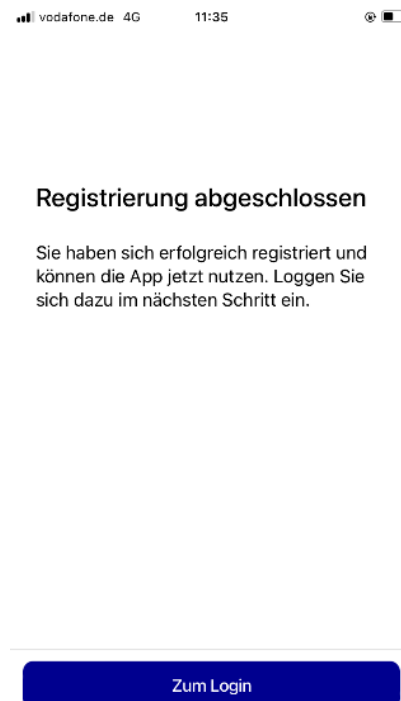 vodafone.de 4G 11:35
Registrierung abgeschlossen
Sie haben sich erfolgreich registriert und
können die App jetzt nutzen. Loggen Sie
sich dazu im nächsten Schritt ein.
Zum Login